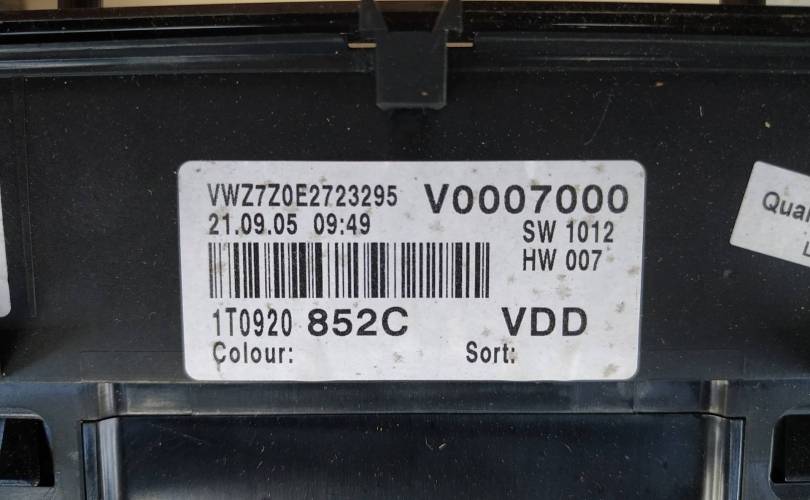 VWZ7Z0E2723295 V0007000
21.09.05 09:49 SW 1012
HW 007
1T0920 852C VDD
Colour: Sort: